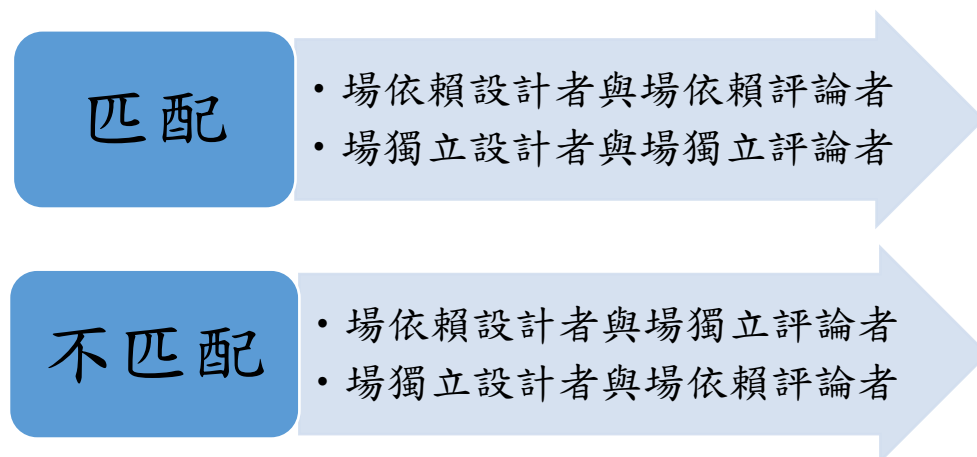 匹配
・場依賴設計者與場依賴評論者
・場獨立設計者與場獨立評論者
不匹配
・場依賴設計者與場獨立評論者
・場獨立設計者與場依賴評論者